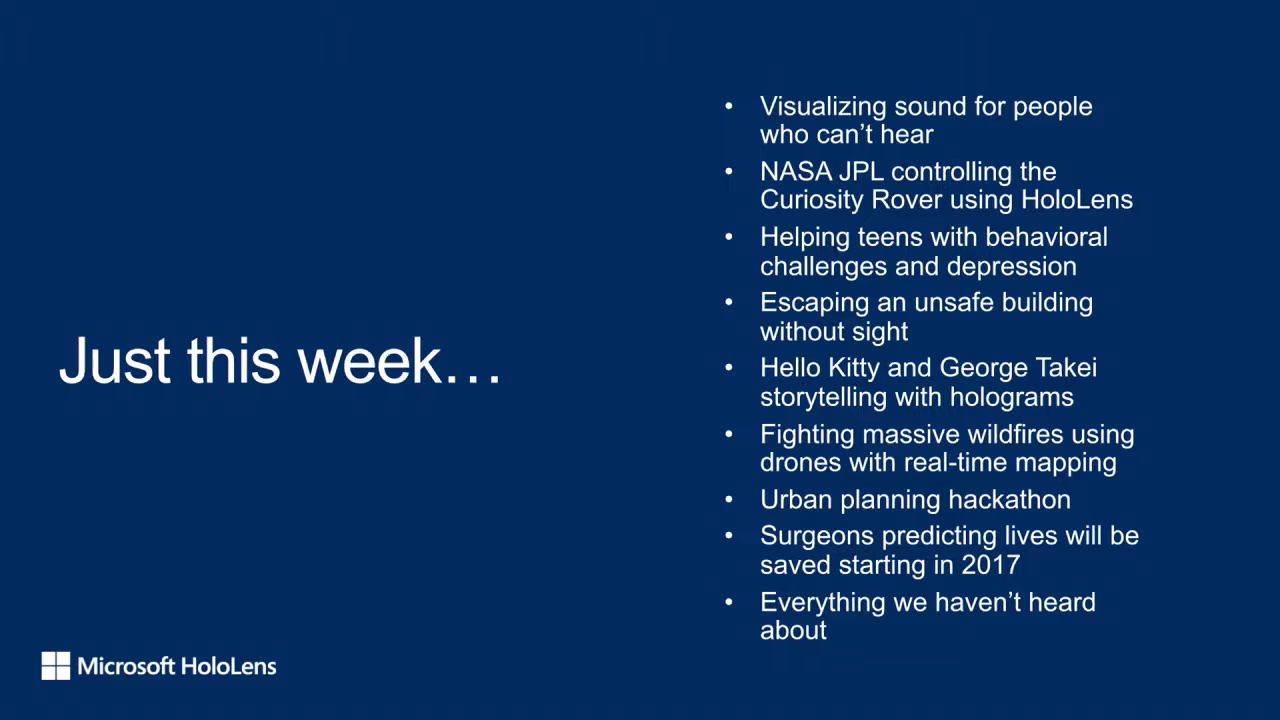 Just this week…
• Visualizing sound for people
who can’t hear
• NASA JPL controlling the
Curiosity Rover using HoloLens
• Helping teens with behavioral
challenges and depression
• Escaping an unsafe building
without sight
• Hello Kitty and George Takei
storytelling with holograms
• Fighting massive wildfires using
drones with real-time mapping
• Urban planning hackathon
• Surgeons predicting lives will be
saved starting in 2017
• Everything we haven’t heard
about
Microsoft HoloLens